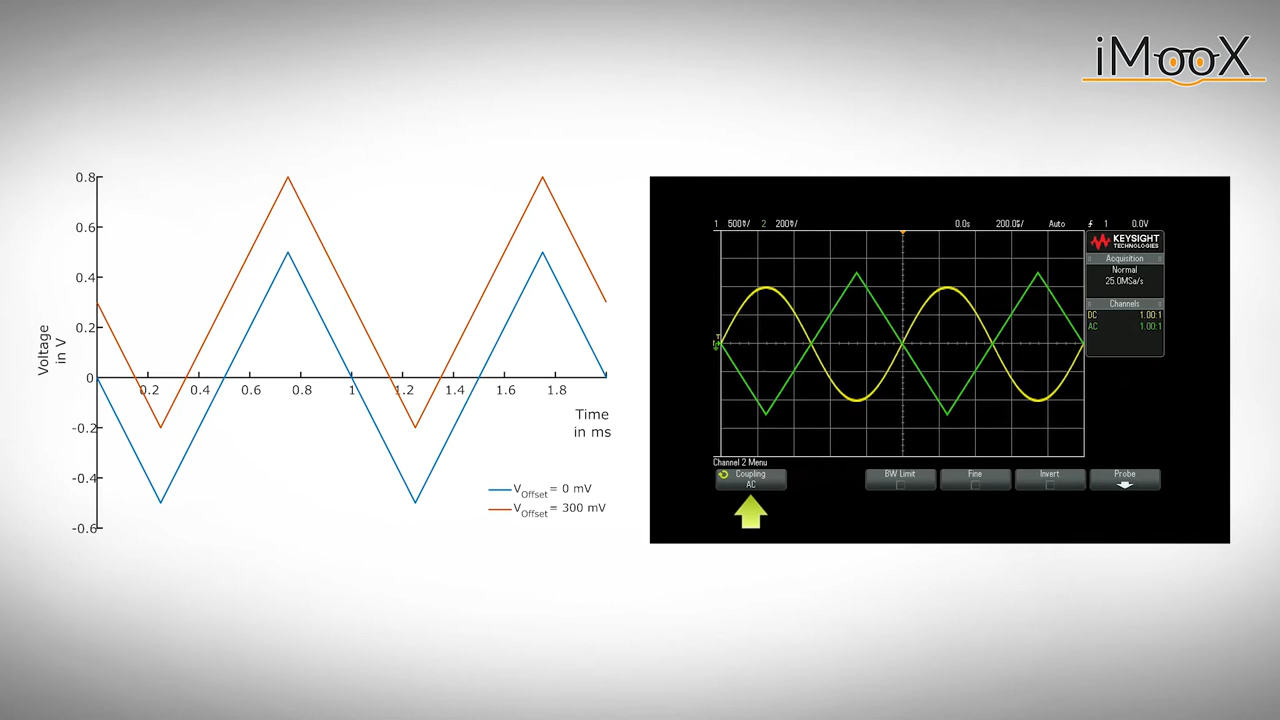 iMooX
0.8
0.6
0.4
0.2
0
-0.2
-0.4
-0.6
Voltage
in V
0.2 0.4 0.6 0.8 1 1.2 1.4 1.6 1.8
Time
in ms
VOffset = 0 mV
VOffset = 300 mV
1 500mV/ 2 200mV/ 0.0s 200.0µs/ Auto 1 0.0V
KEYSIGHT
TECHNOLOGIES
Acquisition
Normal
25.0MSa/s
Channels
DC 1.00:1
AC 1.00:1
Channel 2 Menu
Coupling
AC
BW Limit
Fine
Invert
Probe